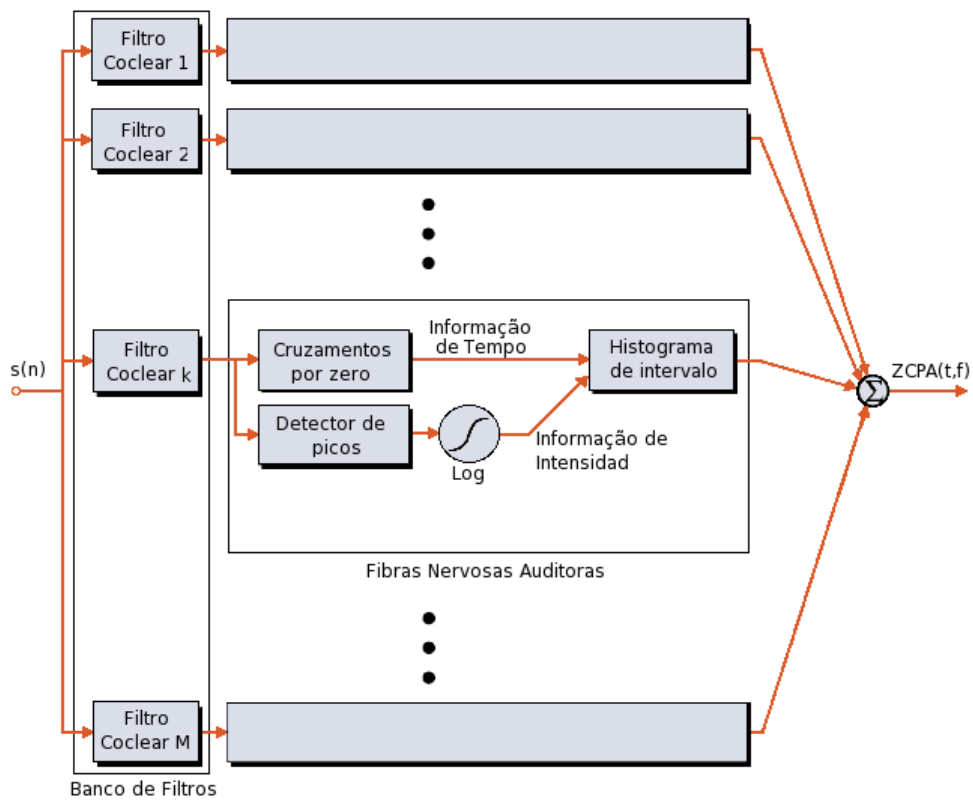 Filtro
Coclear 1
Filtro
Coclear 2
s(n)
Filtro
Coclear k
Cruzamentos
por zero
Informação
de Tempo
Histograma
de intervalo
Detector de
picos
Log
Informação de
Intensidad
Σ
ZCPA(t,f)
Fibras Nervosas Auditoras
Filtro
Coclear M
Banco de Filtros